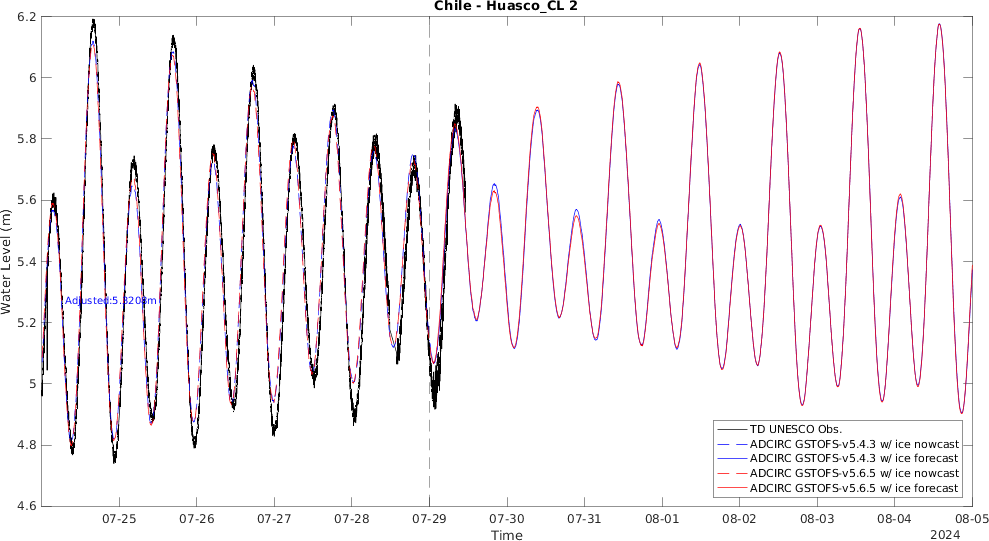 Chile - Huasco_CL 2
6.2
6
5.8
5.6
5.4
5.2
5
4.8
4.6
Water Level (m)
Adjusted:5.3203m
07-25
07-26
07-27
07-28
07-29
07-30
07-31
08-01
08-02
08-03
08-04
08-05
Time
2024
TD UNESCO Obs.
ADCIRC GSTOFS-v5.4.3 w/ ice nowcast
ADCIRC GSTOFS-v5.4.3 w/ ice forecast
ADCIRC GSTOFS-v5.6.5 w/ ice nowcast
ADCIRC GSTOFS-v5.6.5 w/ ice forecast